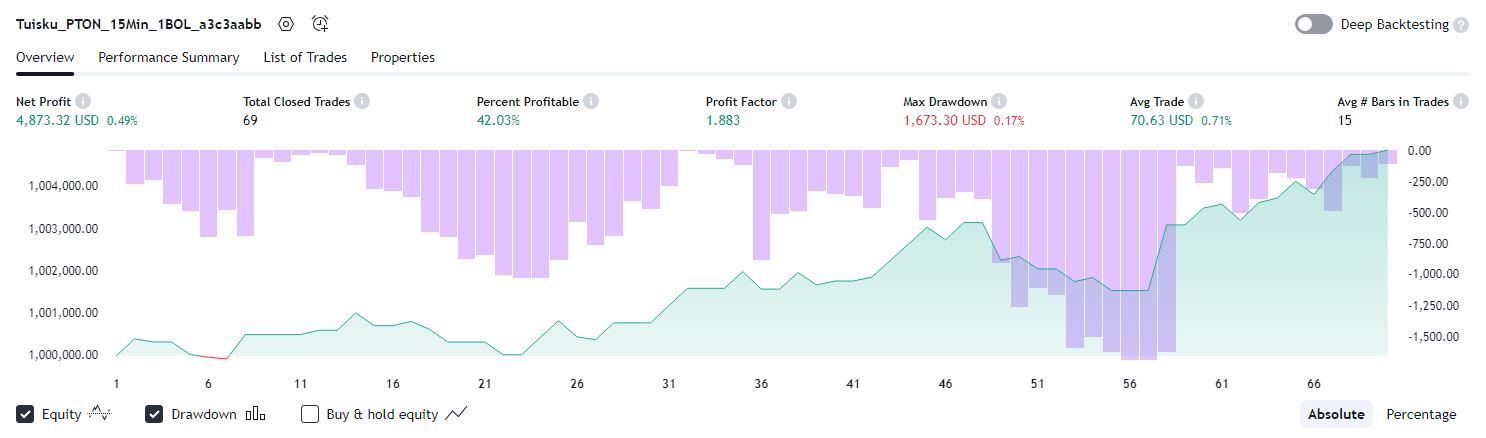 Tuisku_PTON_15Min_1BOL_a3c3aabb
Deep Backtesting ?
Overview Performance Summary List of Trades Properties
Net Profit i Total Closed Trades i Percent Profitable i Profit Factor i Max Drawdown i Avg Trade i Avg # Bars in Trades i
4,873.32 USD 0.49% 69 42.03% 1.883 1,673.30 USD 0.17% 70.63 USD 0.71% 15
0.00
1,004,000.00 -250.00
-500.00
1,003,000.00 -750.00
1,002,000.00 -1,000.00
1,001,000.00 -1,250.00
-1,500.00
1,000,000.00
1 6 11 16 21 26 31 36 41 46 51 56 61 66
Equity Drawdown Buy & hold equity Absolute Percentage